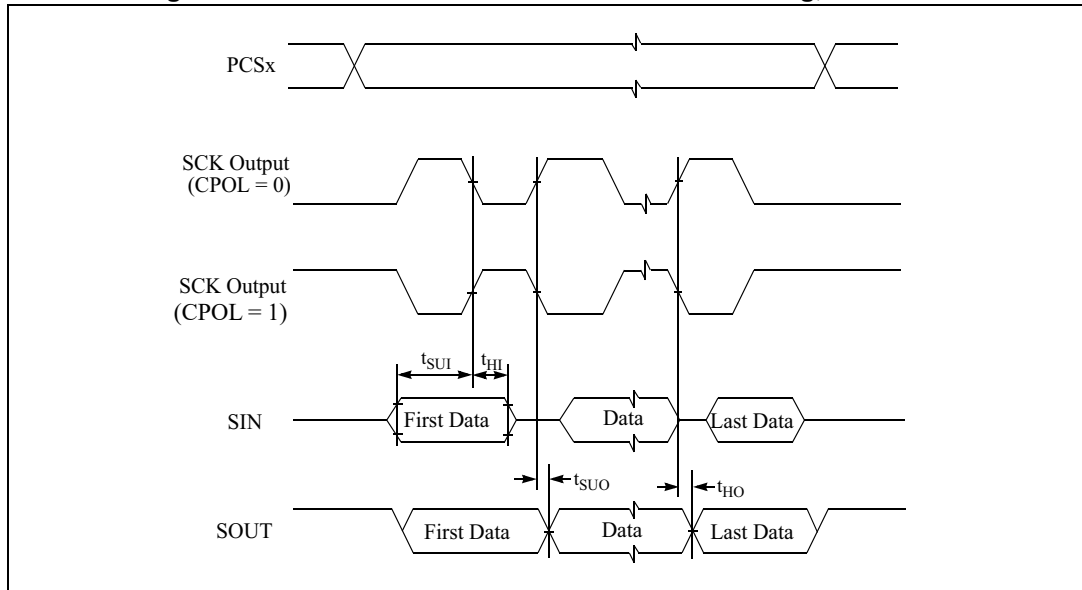 PCSx
SCK Output
(CPOL = 0)
SCK Output
(CPOL = 1)
tSUI
tHI
SIN
First Data
Data
Last Data
tSUO
tHO
SOUT
First Data
Data
Last Data